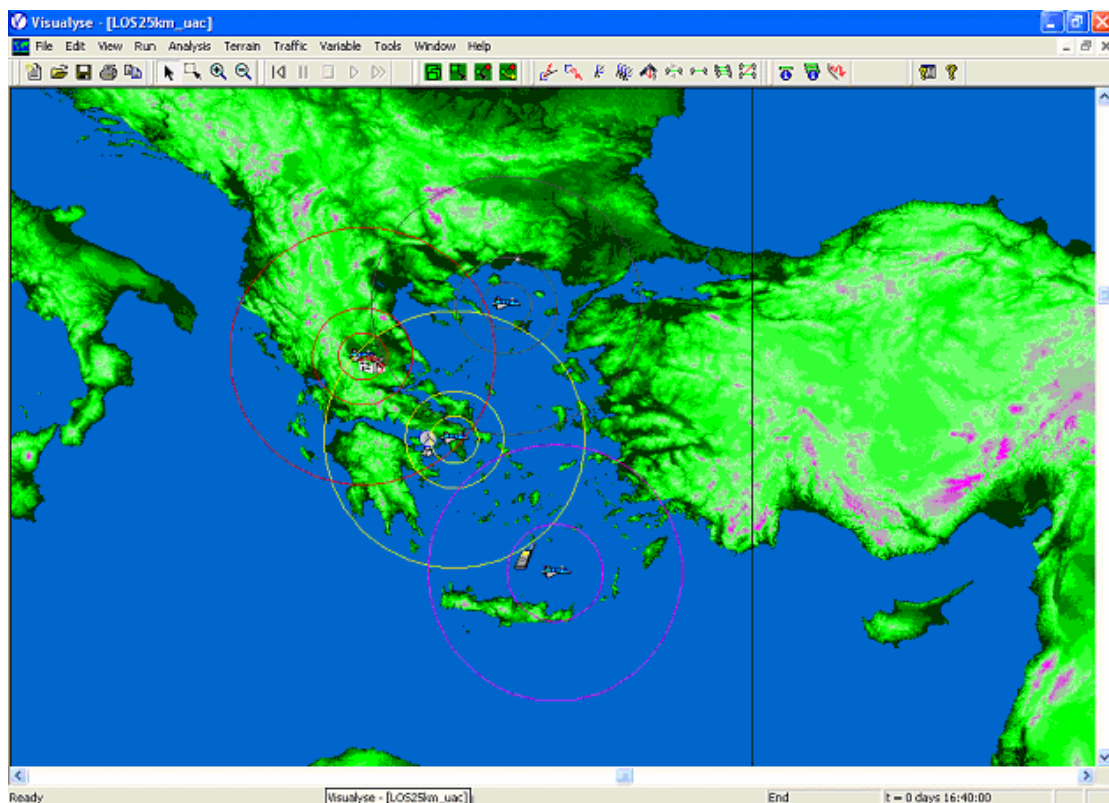 Visualyse - [LOS25km_uac]
File Edit View Run Analysis Terrain Traffic Variable Tools Window Help
Ready Visualyse - [LOS25km_uac] End t = 0 days 16:40:00